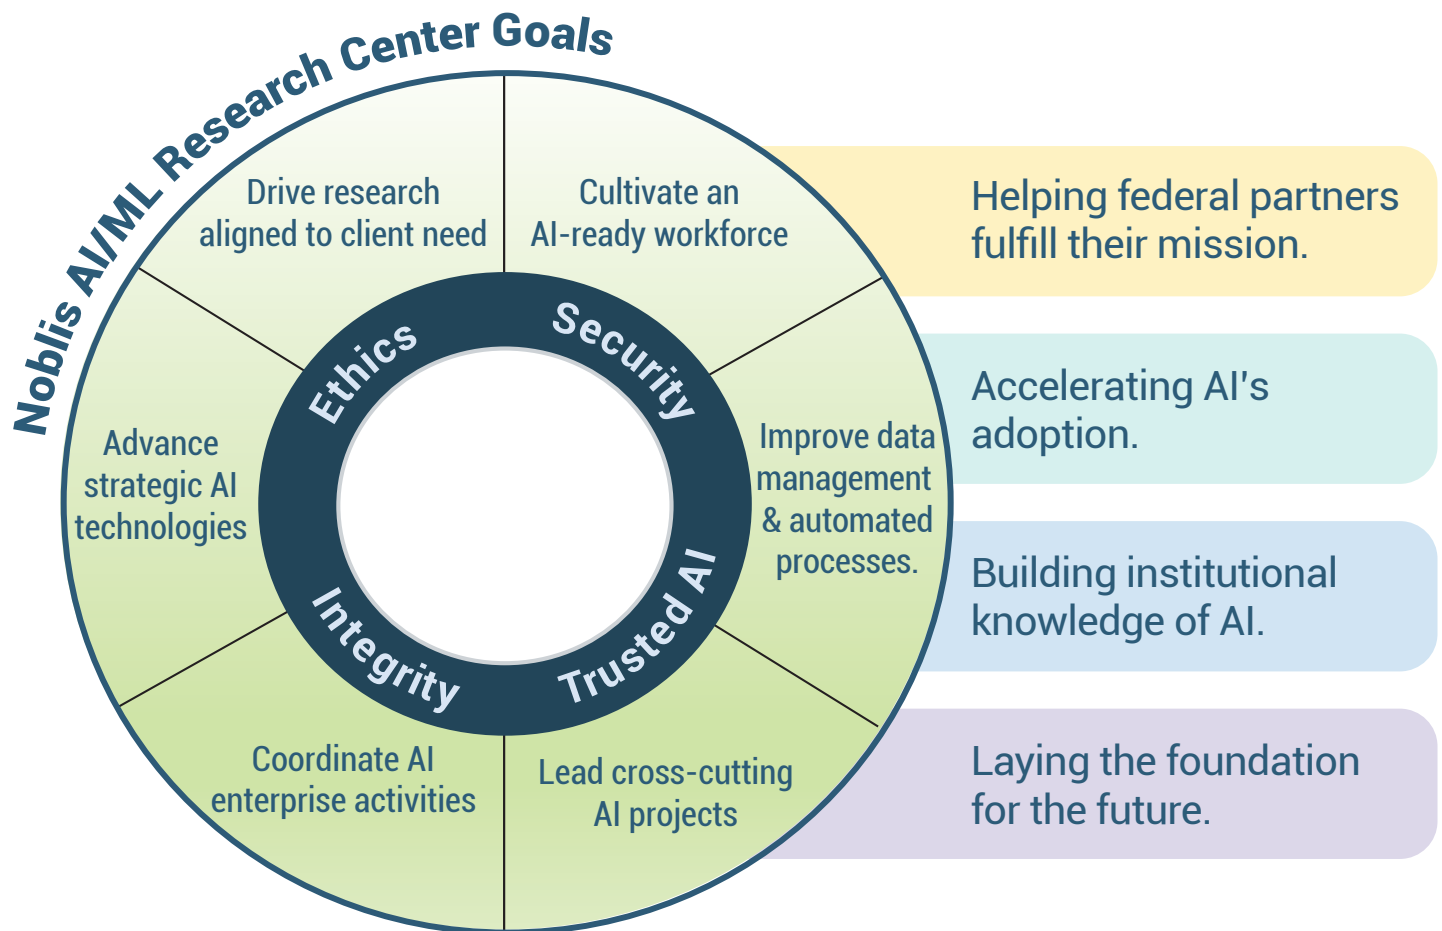 Noblis AI/ML Research Center Goals
Drive research
aligned to client need
Cultivate an
AI-ready workforce
Improve data
management
& automated
processes.
Lead cross-cutting
AI projects
Coordinate AI
enterprise activities
Advance
strategic AI
technologies
Ethics
Security
Trusted AI
Integrity
Helping federal partners
fulfill their mission.
Accelerating AI's
adoption.
Building institutional
knowledge of AI.
Laying the foundation
for the future.